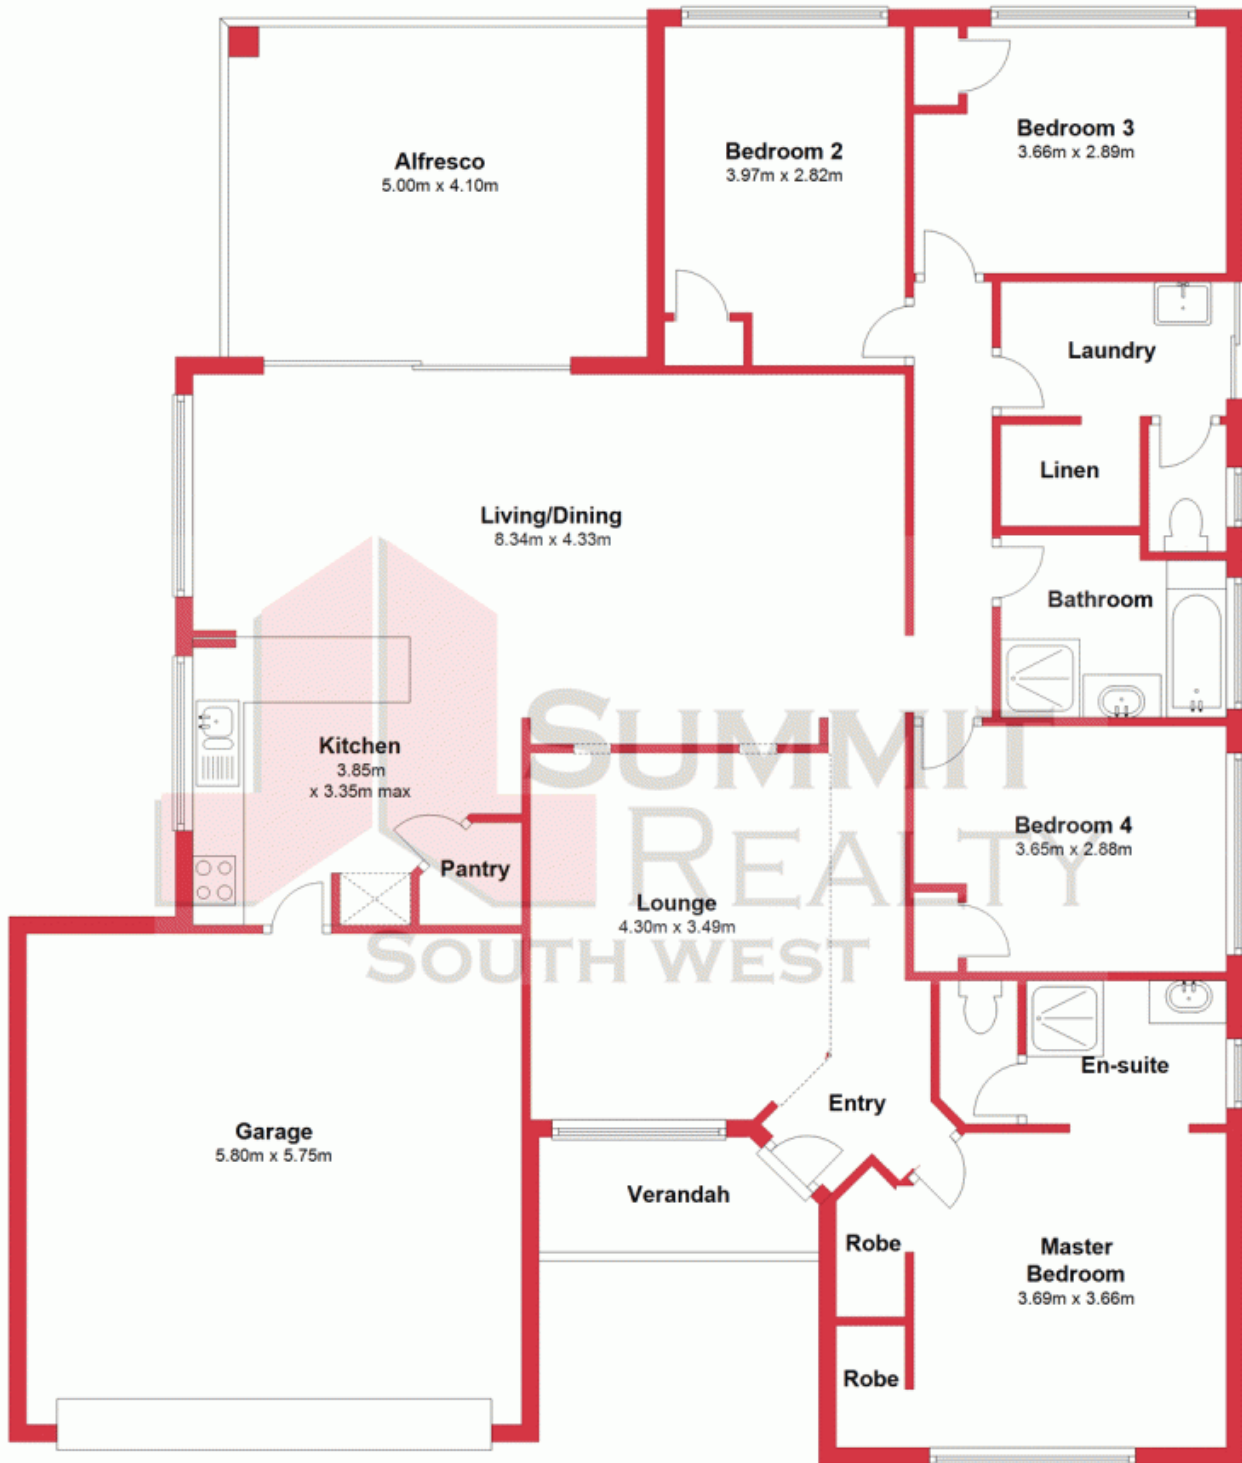 Alfresco
5.00m x 4.10m
Bedroom 2
3.97m x 2.82m
Bedroom 3
3.66m x 2.89m
Laundry
Linen
Living/Dining
8.34m x 4.33m
Bathroom
Kitchen
3.85m
x 3.35m max
Pantry
SUMMIT
REALTY
SOUTH WEST
Bedroom 4
3.65m x 2.88m
Lounge
4.30m x 3.49m
En-suite
Entry
Garage
5.80m x 5.75m
Verandah
Robe
Master
Bedroom
3.69m x 3.66m
Robe